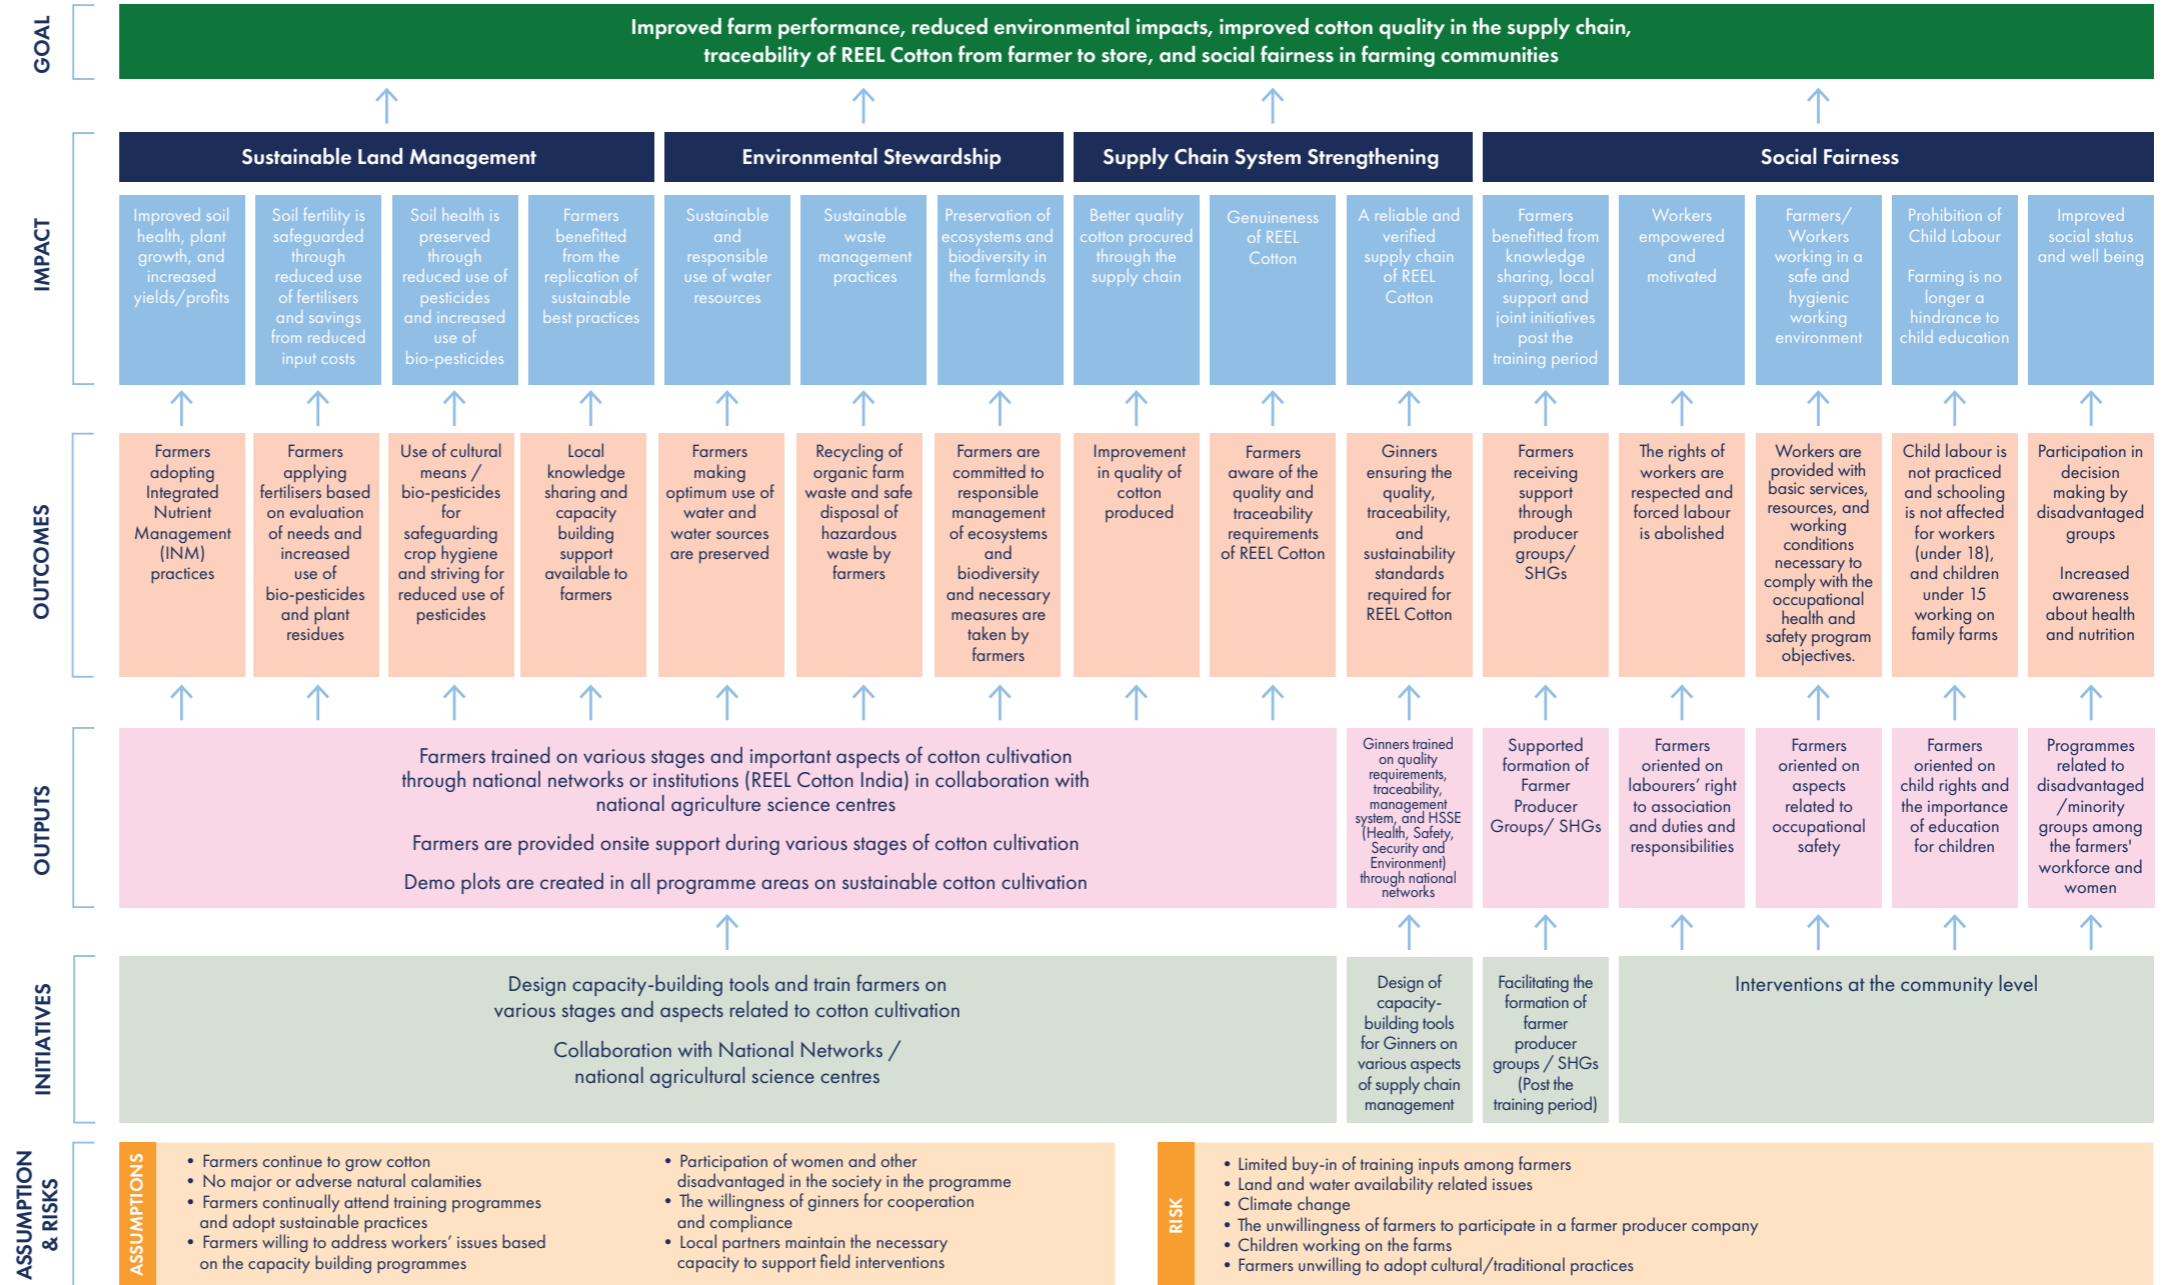 GOAL
Improved farm performance, reduced environmental impacts, improved cotton quality in the supply chain,
traceability of REEL Cotton from farmer to store, and social fairness in farming communities
IMPACT
Sustainable Land Management
Environmental Stewardship
Supply Chain System Strengthening
Social Fairness
Improved soil
health, plant
growth, and
increased
yields/profits
Soil fertility is
safeguarded
through
reduced use
of fertilisers
and savings
from reduced
input costs
Soil health is
preserved
through
reduced use of
pesticides
and increased
use of
bio-pesticides
Farmers
benefitted
from the
replication of
sustainable
best practices
Sustainable
and
responsible
use of water
resources
Sustainable
waste
management
practices
Preservation of
ecosystems and
biodiversity in
the farmlands
Better quality
cotton procured
through the
supply chain
Genuineness
of REEL
Cotton
A reliable and
verified
supply chain
of REEL
Cotton
Farmers
benefitted from
knowledge
sharing, local
support and
joint initiatives
post the
training period
Workers
empowered
and
motivated
Farmers/
Workers
working in a
safe and
hygienic
working
environment
Prohibition of
Child Labour
Farming is no
longer a
hindrance to
child education
Improved
social status
and well being
OUTCOMES
Farmers
adopting
Integrated
Nutrient
Management
(INM)
practices
Farmers
applying
fertilisers based
on evaluation
of needs and
increased
use of
bio-pesticides
and plant
residues
Use of cultural
means /
bio-pesticides
for
safeguarding
crop hygiene
and striving for
reduced use of
pesticides
Local
knowledge
sharing and
capacity
building
support
available to
farmers
Farmers
making
optimum use of
water and
water sources
are preserved
Recycling of
organic farm
waste and safe
disposal of
hazardous
waste by
farmers
Farmers are
committed to
responsible
management
of ecosystems
and
biodiversity
and necessary
measures are
taken by
farmers
Improvement
in quality of
cotton
produced
Farmers
aware of the
quality and
traceability
requirements
of REEL Cotton
Ginners
ensuring the
quality,
traceability,
and
sustainability
standards
required for
REEL Cotton
Farmers
receiving
support
through
producer
groups/
SHGs
The rights of
workers are
respected and
forced labour
is abolished
Workers are
provided with
basic services,
resources, and
working
conditions
necessary to
comply with the
occupational
health and
safety program
objectives.
Child labour is
not practiced
and schooling
is not affected
for workers
(under 18),
and children
under 15
working on
family farms
Participation in
decision
making by
disadvantaged
groups
Increased
awareness
about health
and nutrition
OUTPUTS
Farmers trained on various stages and important aspects of cotton cultivation
through national networks or institutions (REEL Cotton India) in collaboration with
national agriculture science centres
Farmers are provided onsite support during various stages of cotton cultivation
Demo plots are created in all programme areas on sustainable cotton cultivation
Ginners trained
on quality
requirements,
traceability,
management
system, and HSSE
(Health, Safety,
Security and
Environment)
through national
networks
Supported
formation of
Farmer
Producer
Groups/ SHGs
Farmers
oriented on
labourers' right
to association
and duties and
responsibilities
Farmers
oriented on
aspects
related to
occupational
safety
Farmers
oriented on
child rights and
the importance
of education
for children
Programmes
related to
disadvantaged
/minority
groups among
the farmers'
workforce and
women
INITIATIVES
Design capacity-building tools and train farmers on
various stages and aspects related to cotton cultivation
Collaboration with National Networks /
national agricultural science centres
Design of
capacity-
building tools
for Ginners on
various aspects
of supply chain
management
Facilitating the
formation of
farmer
producer
groups / SHGs
(Post the
training period)
Interventions at the community level
ASSUMPTION
& RISKS
ASSUMPTIONS
• Farmers continue to grow cotton
• No major or adverse natural calamities
• Farmers continually attend training programmes
and adopt sustainable practices
• Farmers willing to address workers' issues based
on the capacity building programmes
• Participation of women and other
disadvantaged in the society in the programme
• The willingness of ginners for cooperation
and compliance
• Local partners maintain the necessary
capacity to support field interventions
RISK
• Limited buy-in of training inputs among farmers
• Land and water availability related issues
• Climate change
• The unwillingness of farmers to participate in a farmer producer company
• Children working on the farms
• Farmers unwilling to adopt cultural/traditional practices